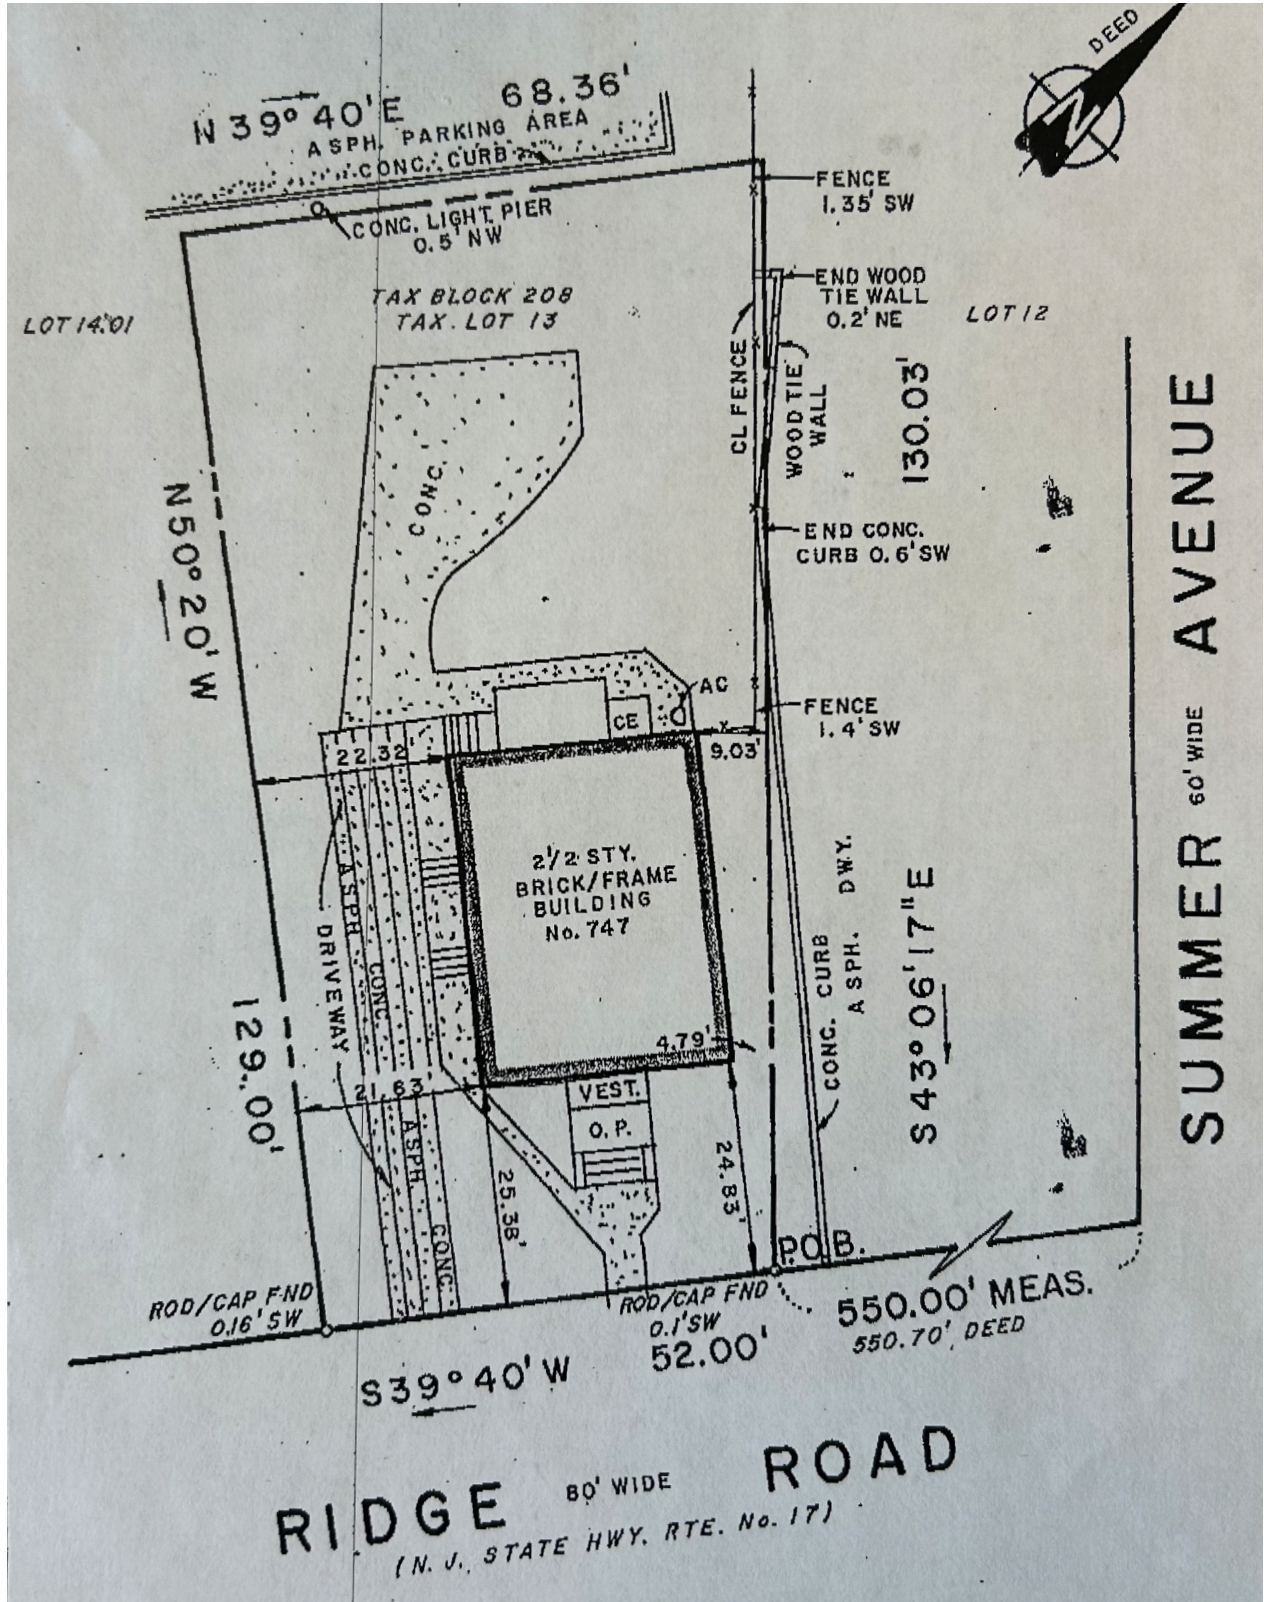 DEED
N 39° 40' E 68.36'
ASPH. PARKING AREA
CONC. CURB
CONC. LIGHT PIER
0.5' NW
FENCE
1.35' SW
END WOOD
TIE WALL
0.2' NE
LOT 12
TAX BLOCK 208
TAX. LOT 13
LOT 14.01
CL FENCE
WOOD TIE
WALL
130.03'
CONC.
END CONC.
CURB 0.6' SW
N 50° 20' W
129.00'
AC
CE
FENCE
1.4' SW
22.32
9.03'
2 1/2 STY.
BRICK/FRAME
BUILDING
No. 747
ASPH
CONC.
DRIVEWAY
4.79'
21.63
VEST.
O.P.
ASPH.
CONC.
25.38'
24.83'
CONC. CURB
ASPH. DWY.
S 43° 06' 17" E
SUMMER 60' WIDE AVENUE
P.O.B.
ROD/CAP FND
0.16' SW
ROD/CAP FND
0.1' SW
52.00'
550.00' MEAS.
550.70' DEED
S 39° 40' W
RIDGE 80' WIDE ROAD
(N. J. STATE HWY. RTE. No. 17)